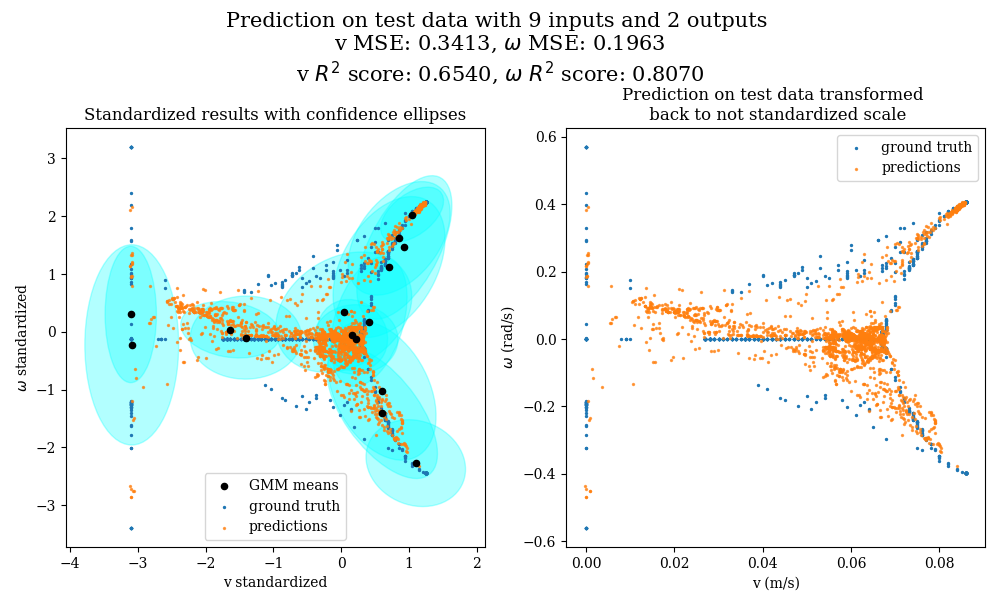 Prediction on test data with 9 inputs and 2 outputs
v MSE: 0.3413, ω MSE: 0.1963
v R² score: 0.6540, ω R² score: 0.8070
Standardized results with confidence ellipses
3
2
1
0
−1
−2
−3
ω standardized
GMM means
ground truth
predictions
−4
−3
−2
−1
0
1
2
v standardized
Prediction on test data transformed
back to not standardized scale
0.6
0.4
0.2
0.0
−0.2
−0.4
−0.6
ω (rad/s)
ground truth
predictions
0.00
0.02
0.04
0.06
0.08
v (m/s)